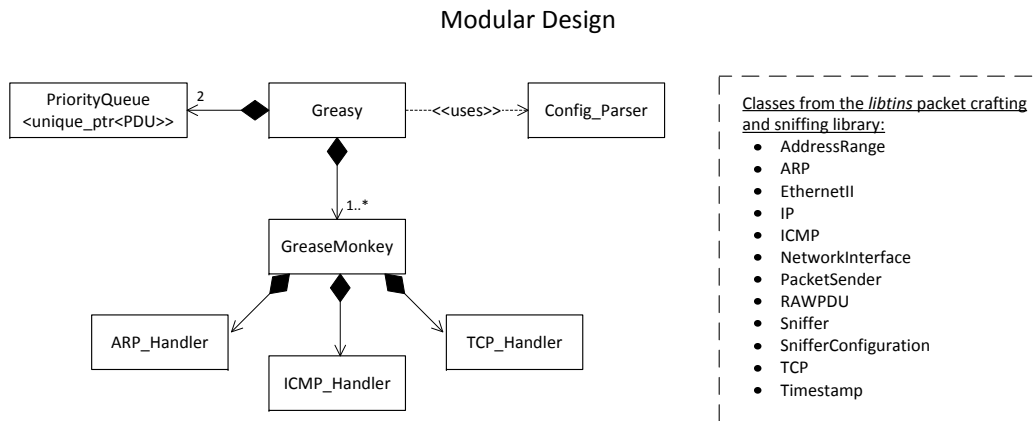 Modular Design
PriorityQueue
<unique_ptr<PDU>>
2
Greasy
<<uses>>
Config_Parser
1..*
GreaseMonkey
ARP_Handler
ICMP_Handler
TCP_Handler
Classes from the libtins packet crafting
and sniffing library:
• AddressRange
• ARP
• EthernetII
• IP
• ICMP
• NetworkInterface
• PacketSender
• RAWPDU
• Sniffer
• SnifferConfiguration
• TCP
• Timestamp